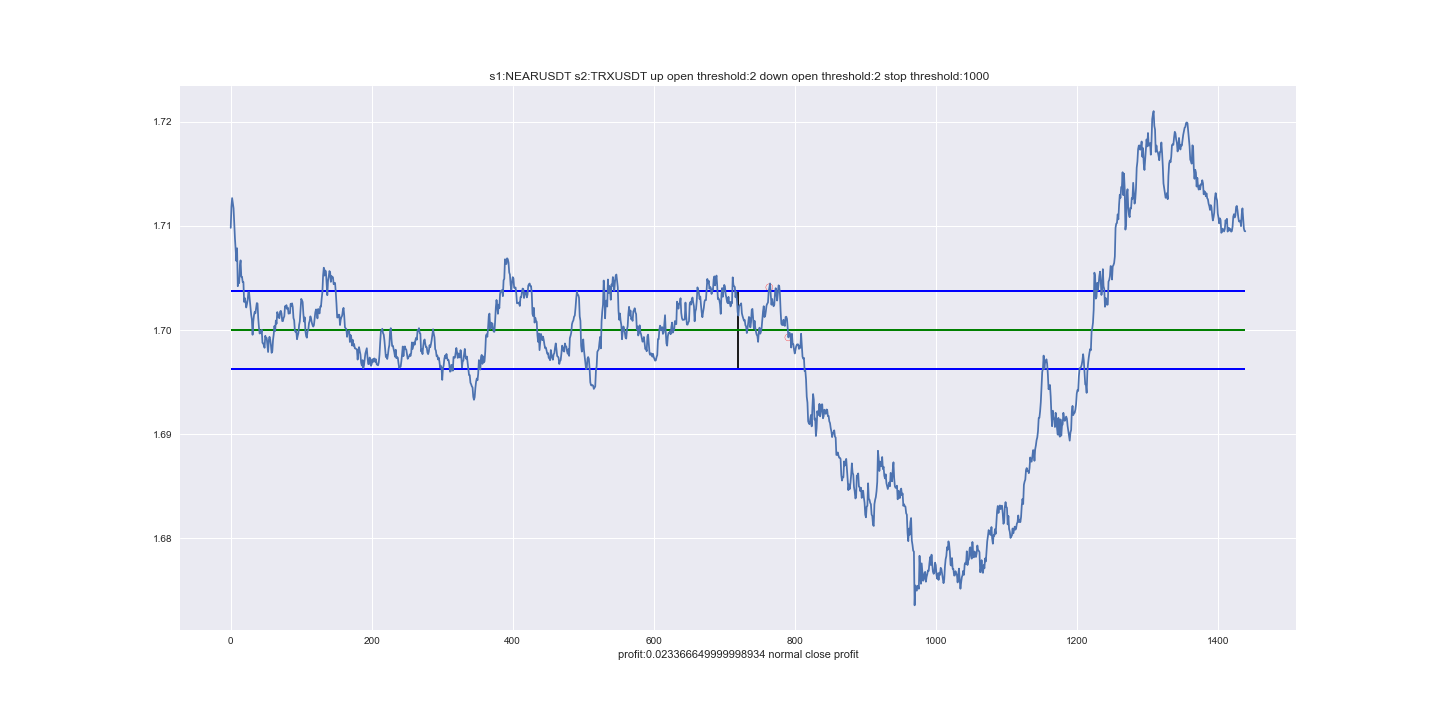 s1:NEARUSDT s2:TRXUSDT up open threshold:2 down open threshold:2 stop threshold:1000
1.72
1.71
1.70
1.69
1.68
0 200 400 600 800 1000 1200 1400
profit:0.023366649999998934 normal close profit